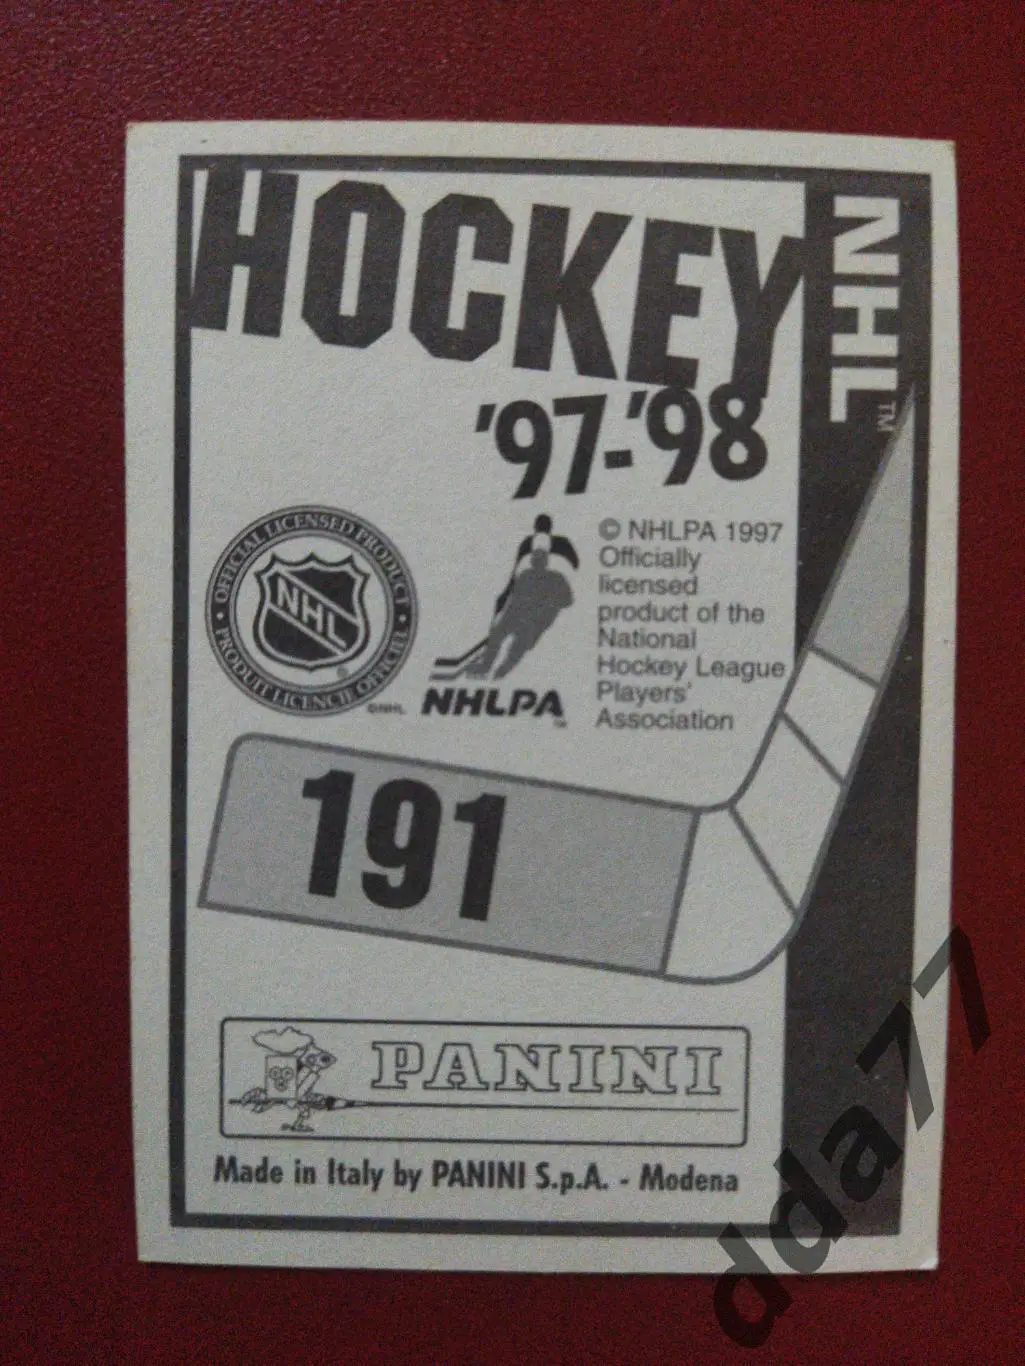 HOCKEY
'97-'98
NHL™
OFFICIAL LICENSED PRODUCT
NHL
®
PRODUIT LICENCIÉ OFFICIEL
©NHL
NHLPA
™
© NHLPA 1997
Officially
licensed
product of the
National
Hockey League
Players'
Association
191
PANINI
Made in Italy by PANINI S.p.A. - Modena
dda77